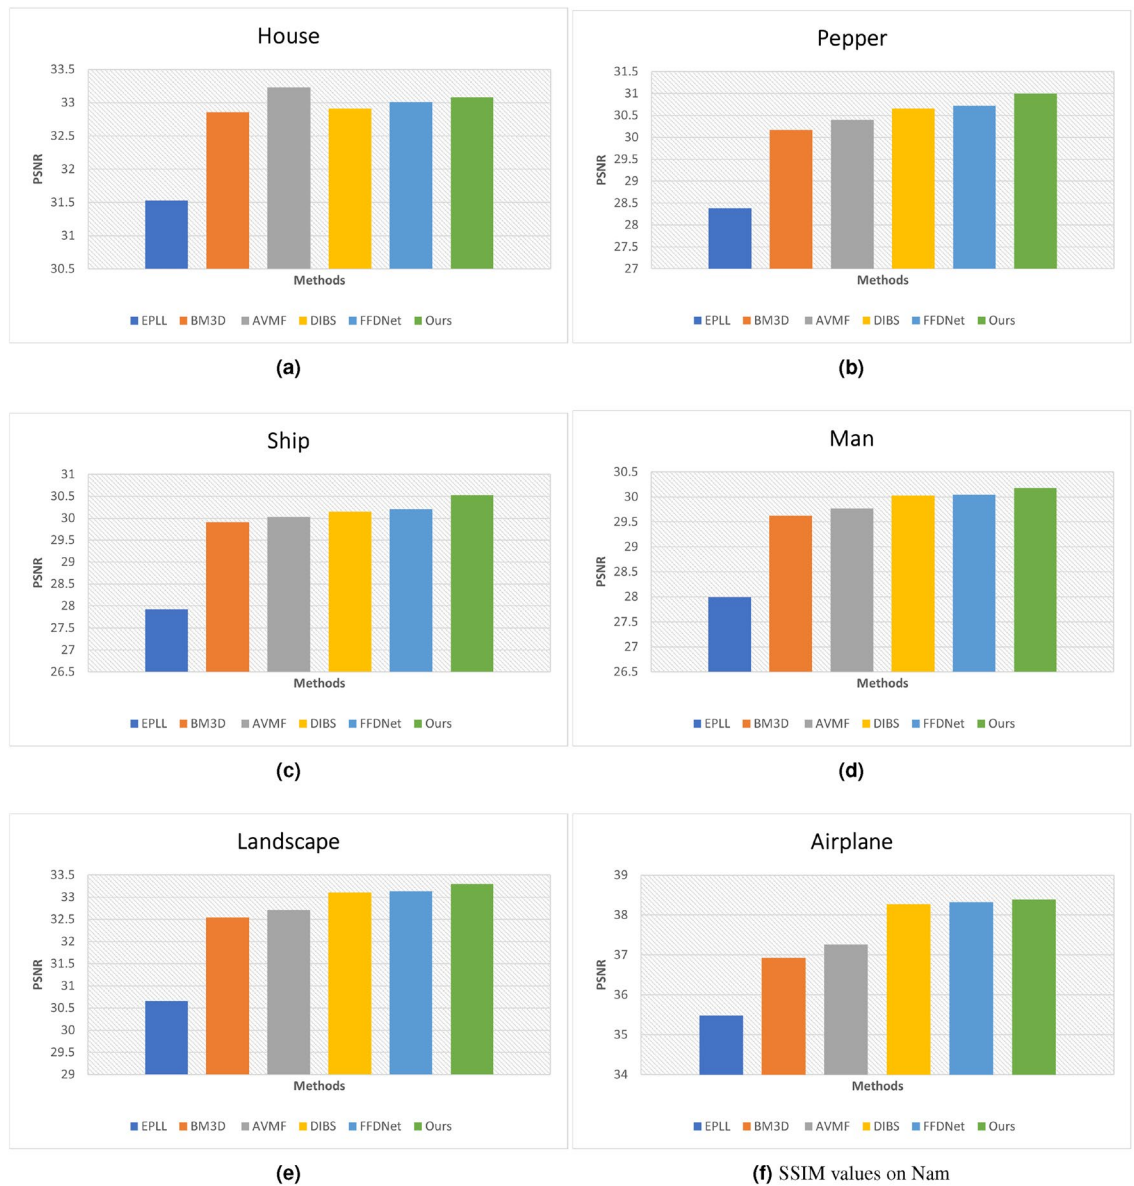 House
33.5
33
32.5
32
31.5
31
30.5
PSNR
Methods
EPLL BM3D AVMF DIBS FFDNet Ours
(a)
Pepper
31.5
31
30.5
30
29.5
29
28.5
28
27.5
27
PSNR
Methods
EPLL BM3D AVMF DIBS FFDNet Ours
(b)
Ship
31
30.5
30
29.5
29
28.5
28
27.5
27
26.5
PSNR
Methods
EPLL BM3D AVMF DIBS FFDNet Ours
(c)
Man
30.5
30
29.5
29
28.5
28
27.5
27
26.5
PSNR
Methods
EPLL BM3D AVMF DIBS FFDNet Ours
(d)
Landscape
33.5
33
32.5
32
31.5
31
30.5
30
29.5
29
PSNR
Methods
EPLL BM3D AVMF DIBS FFDNet Ours
(e)
Airplane
39
38
37
36
35
34
PSNR
Methods
EPLL BM3D AVMF DIBS FFDNet Ours
(f) SSIM values on Nam